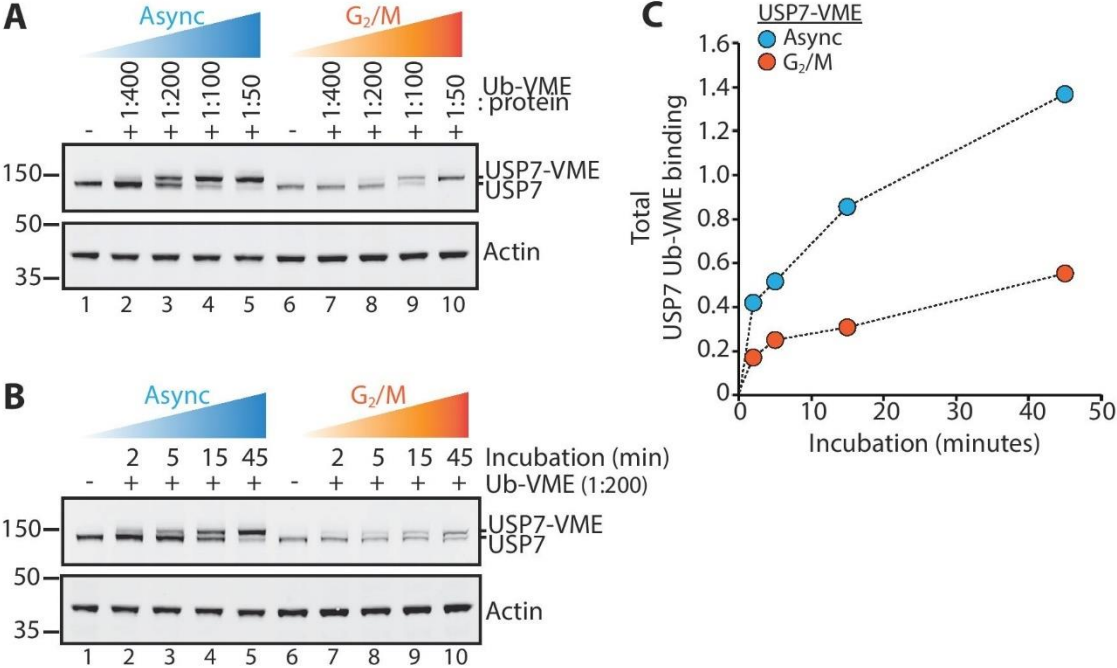 A
Async
G₂/M
1:400
1:200
1:100
1:50
1:400
1:200
1:100
1:50
Ub-VME
: protein
- + + + + - + + + +
150
USP7-VME
USP7
50
Actin
35
1 2 3 4 5 6 7 8 9 10
B
Async
G₂/M
2 5 15 45 2 5 15 45 Incubation (min)
- + + + + - + + + + Ub-VME (1:200)
150
USP7-VME
USP7
50
Actin
35
1 2 3 4 5 6 7 8 9 10
C
USP7-VME
Async
G₂/M
Total
USP7 Ub-VME binding
1.6
1.4
1.2
1.0
0.8
0.6
0.4
0.2
0
0 10 20 30 40 50
Incubation (minutes)